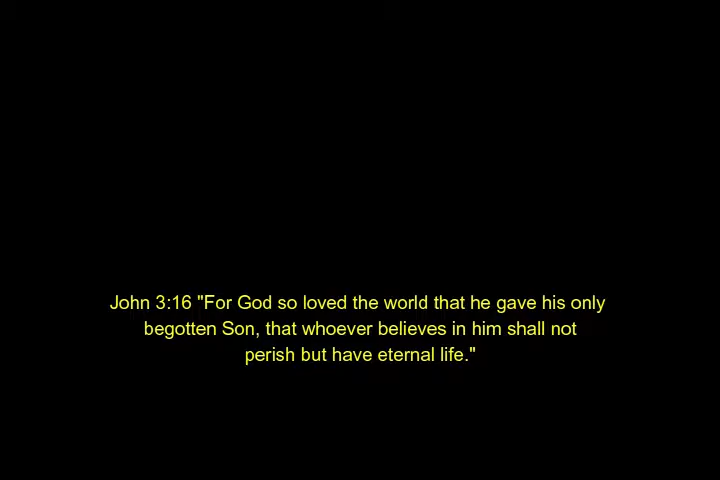 John 3:16 "For God so loved the world that he gave his only
begotten Son, that whoever believes in him shall not
perish but have eternal life."